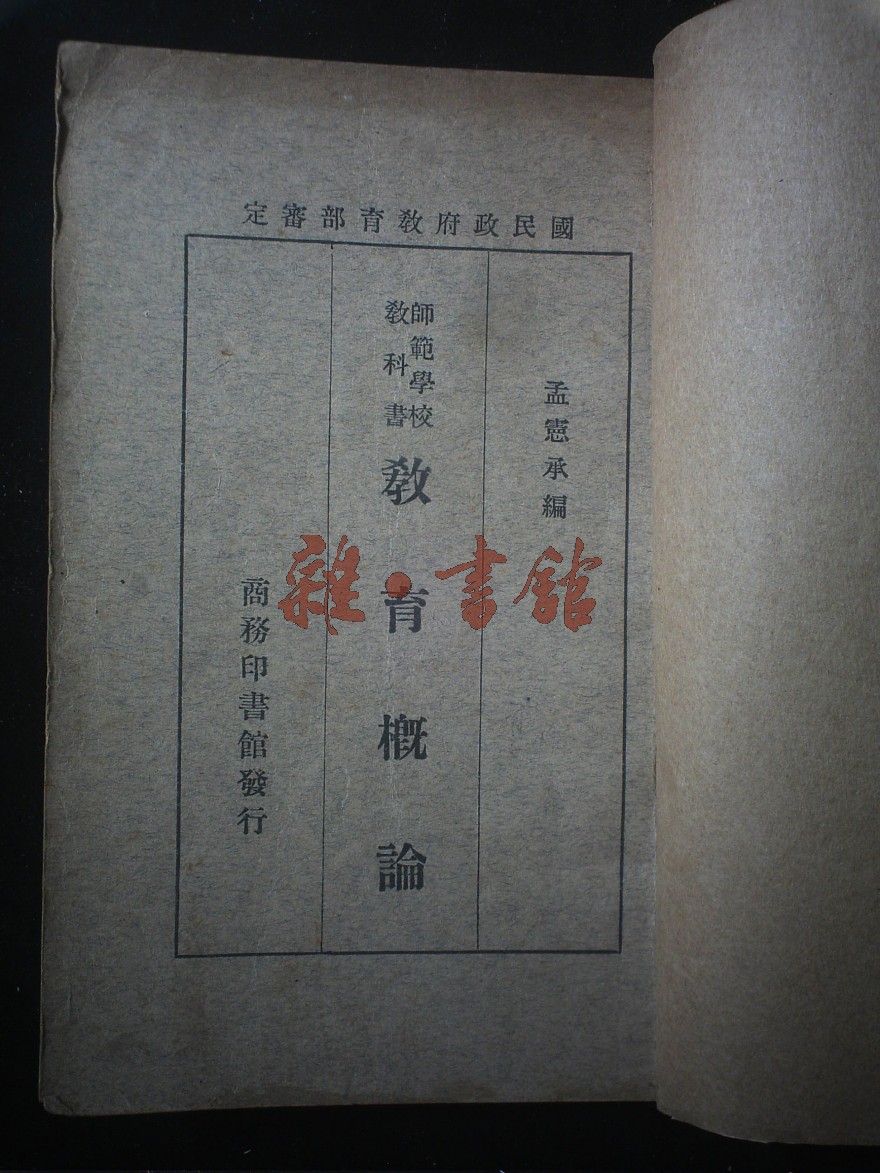 國民政府教育部審定
孟憲承編
師範學校
教科書
教育概論
商務印書館發行
雜·書館